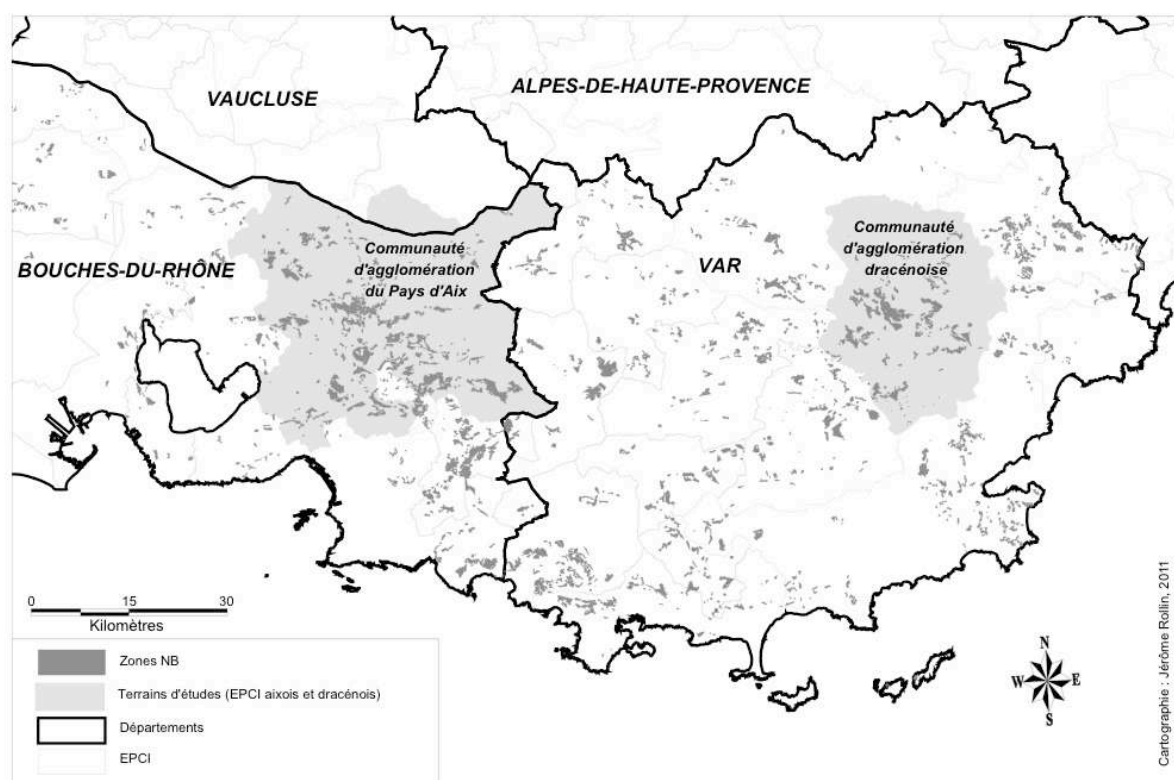 VAUCLUSE
ALPES-DE-HAUTE-PROVENCE
BOUCHES-DU-RHÔNE
Communauté
d'agglomération
du Pays d'Aix
VAR
Communauté
d'agglomération
dracénoise
0 15 30
Kilomètres
Zones NB
Terrains d'études (EPCI aixois et dracénois)
Départements
EPCI
N
W E
S
Cartographie : Jérôme Rollin, 2011